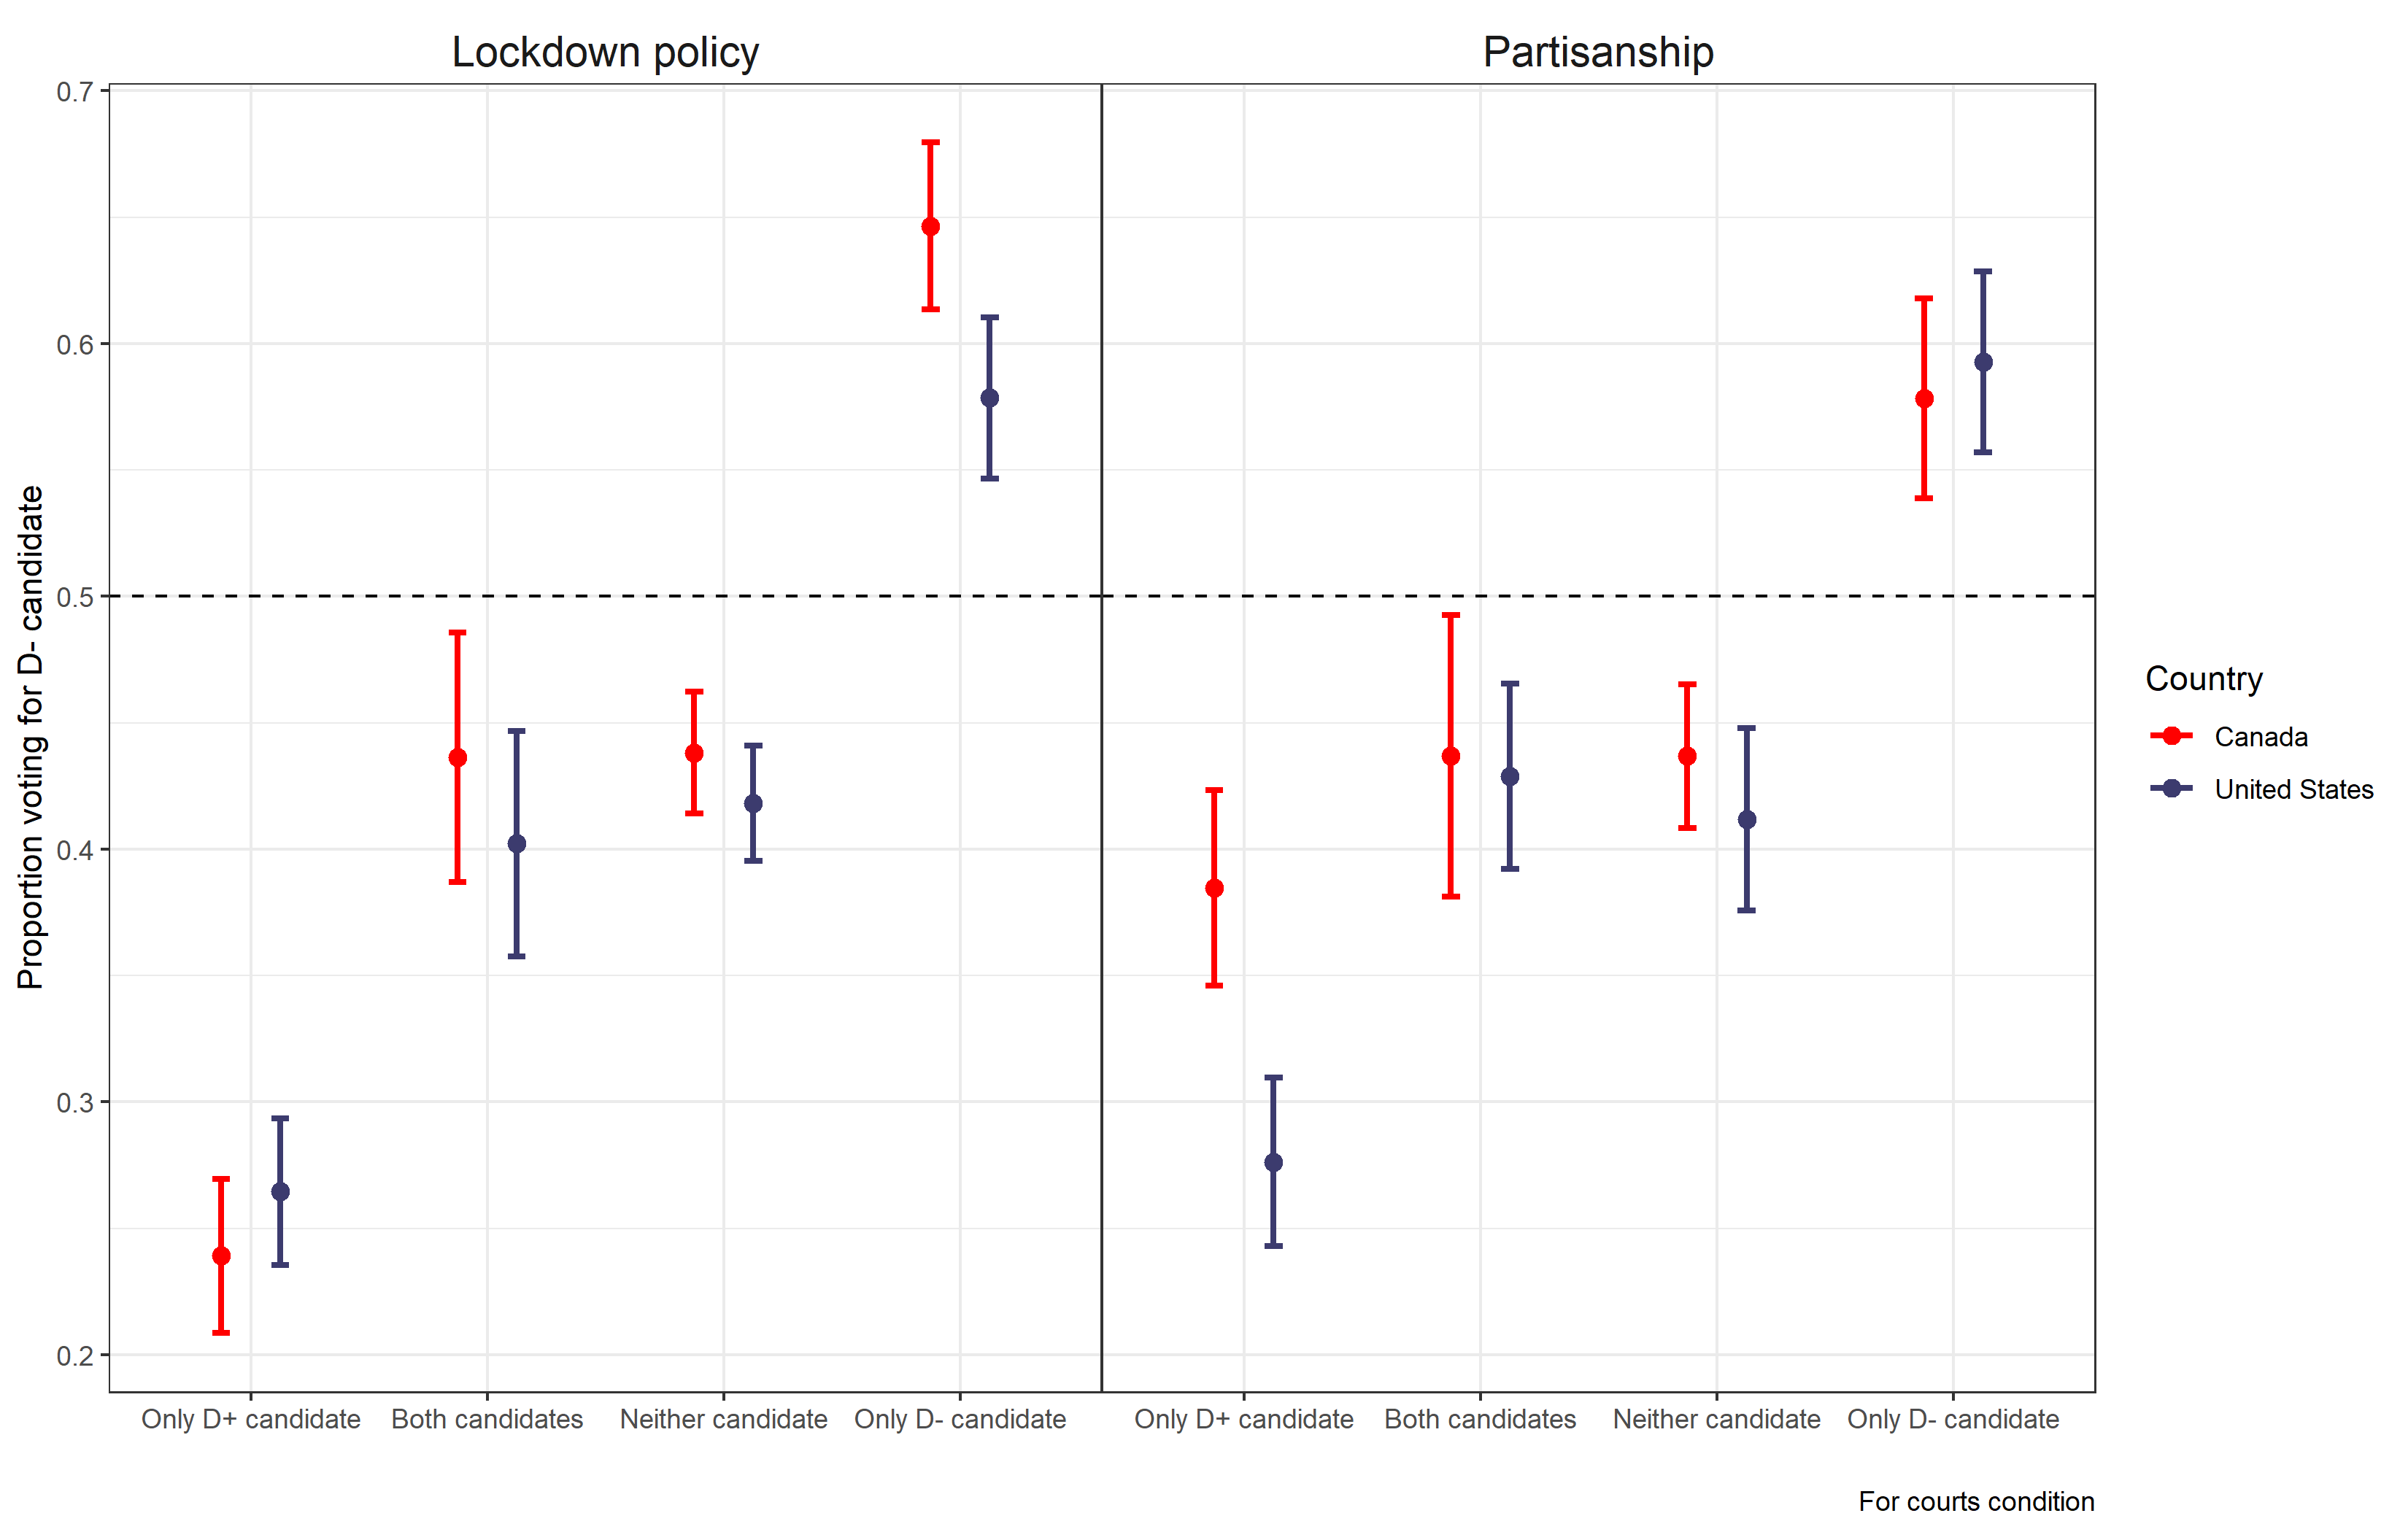 Lockdown policy
Partisanship
Proportion voting for D- candidate
0.7
0.6
0.5
0.4
0.3
0.2
Only D+ candidate
Both candidates
Neither candidate
Only D- candidate
Only D+ candidate
Both candidates
Neither candidate
Only D- candidate
Country
Canada
United States
For courts condition